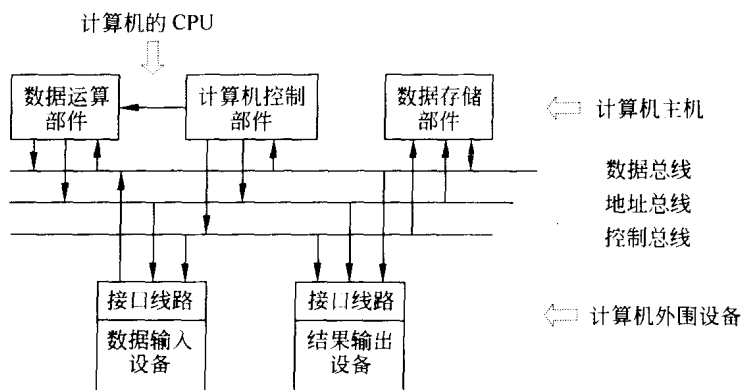 计算机的 CPU
数据运算
部件
计算机控制
部件
数据存储
部件
计算机主机
数据总线
地址总线
控制总线
接口线路
数据输入
设备
接口线路
结果输出
设备
计算机外围设备